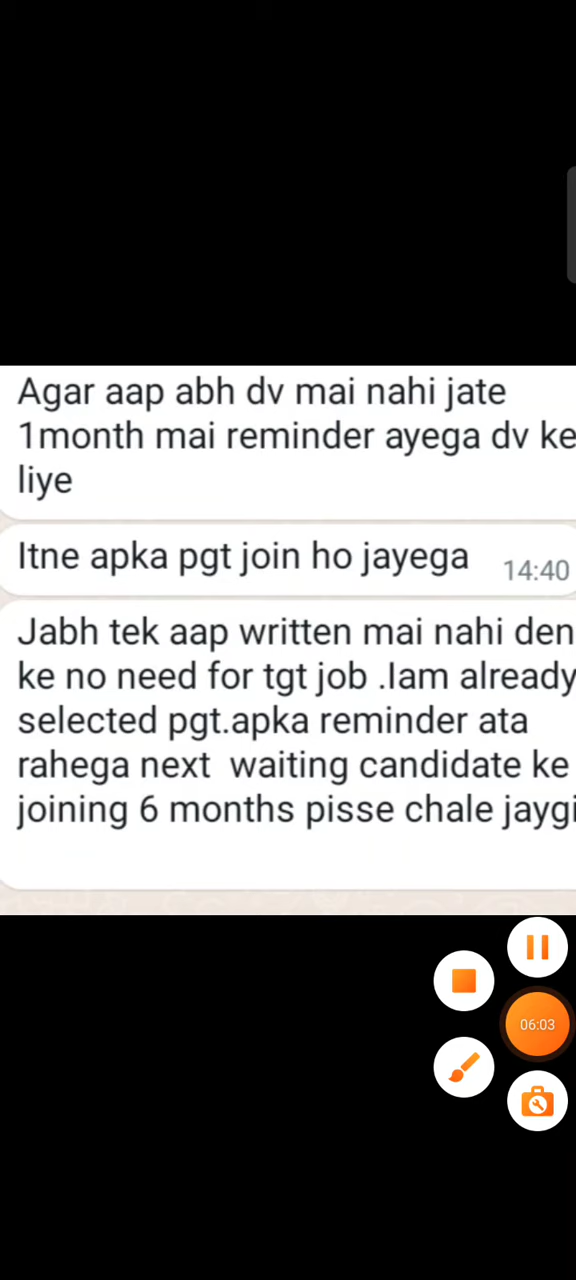 Agar aap abh dv mai nahi jate
1month mai reminder ayega dv ke
liye
Itne apka pgt join ho jayega 14:40
Jabh tek aap written mai nahi den
ke no need for tgt job .Iam already
selected pgt.apka reminder ata
rahega next waiting candidate ke
joining 6 months pisse chale jaygi
06:03